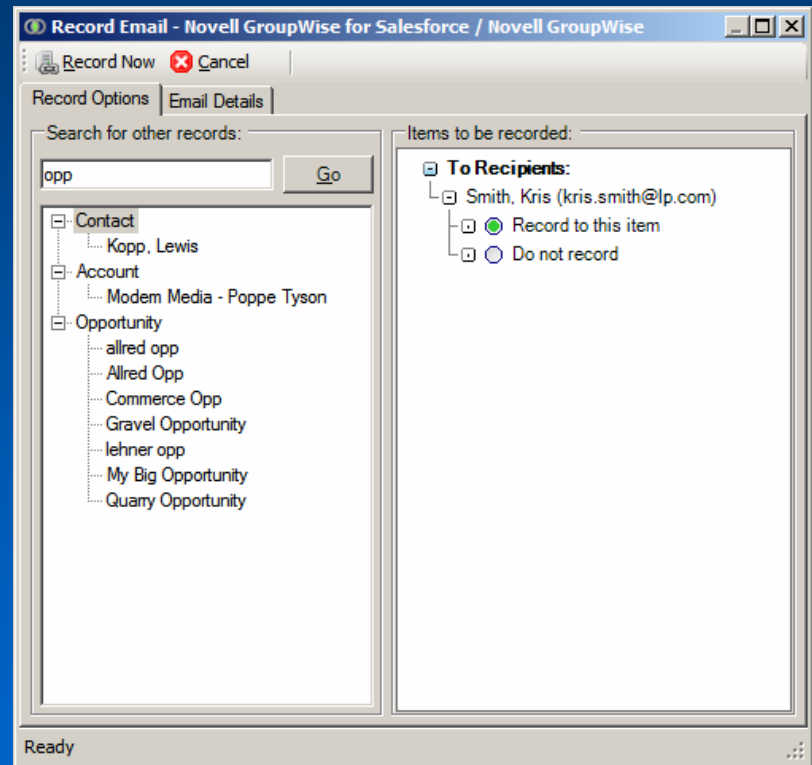 Record Email - Novell GroupWise for Salesforce / Novell GroupWise
Record Now Cancel
Record Options Email Details
Search for other records:
opp Go
Contact
Kopp, Lewis
Account
Modem Media - Poppe Tyson
Opportunity
allred opp
Allred Opp
Commerce Opp
Gravel Opportunity
lehner opp
My Big Opportunity
Quarry Opportunity
Items to be recorded:
To Recipients:
Smith, Kris (kris.smith@lp.com)
Record to this item
Do not record
Ready